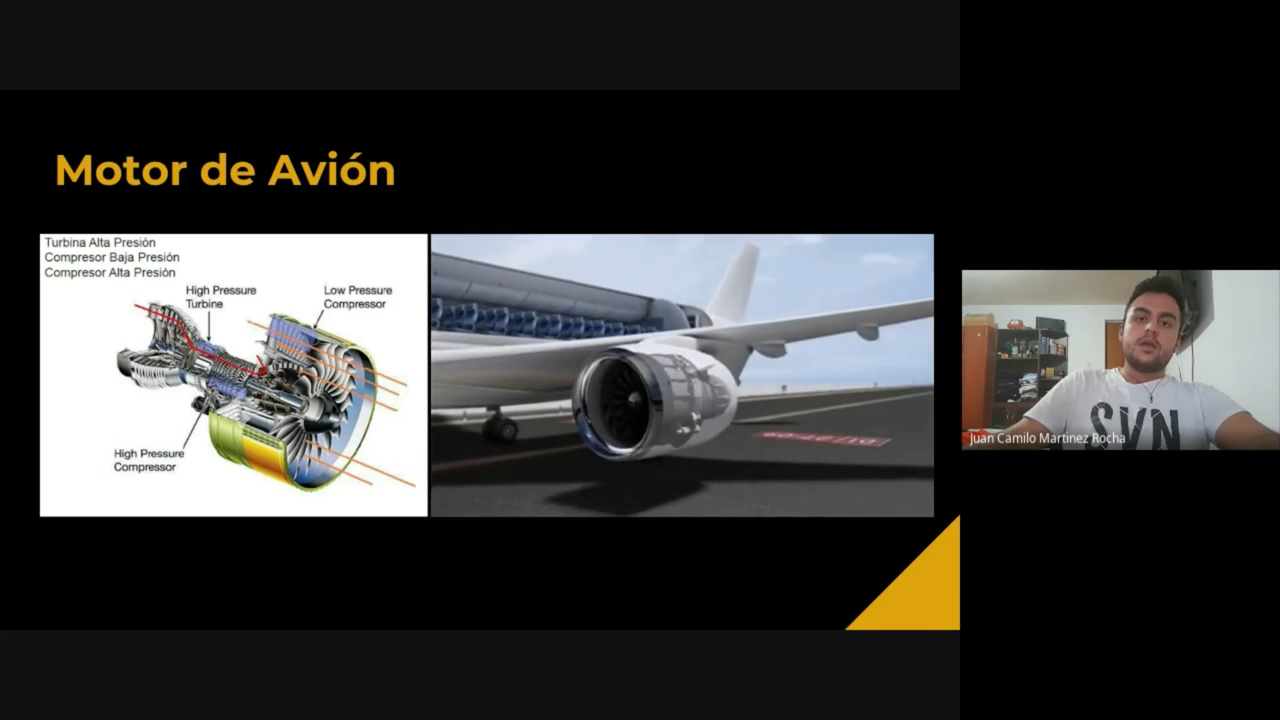 Motor de Avión
Turbina Alta Presión
Compresor Baja Presión
Compresor Alta Presión
High Pressure
Turbine
Low Pressure
Compressor
High Pressure
Compressor
SVN
Juan Camilo Martinez Rocha